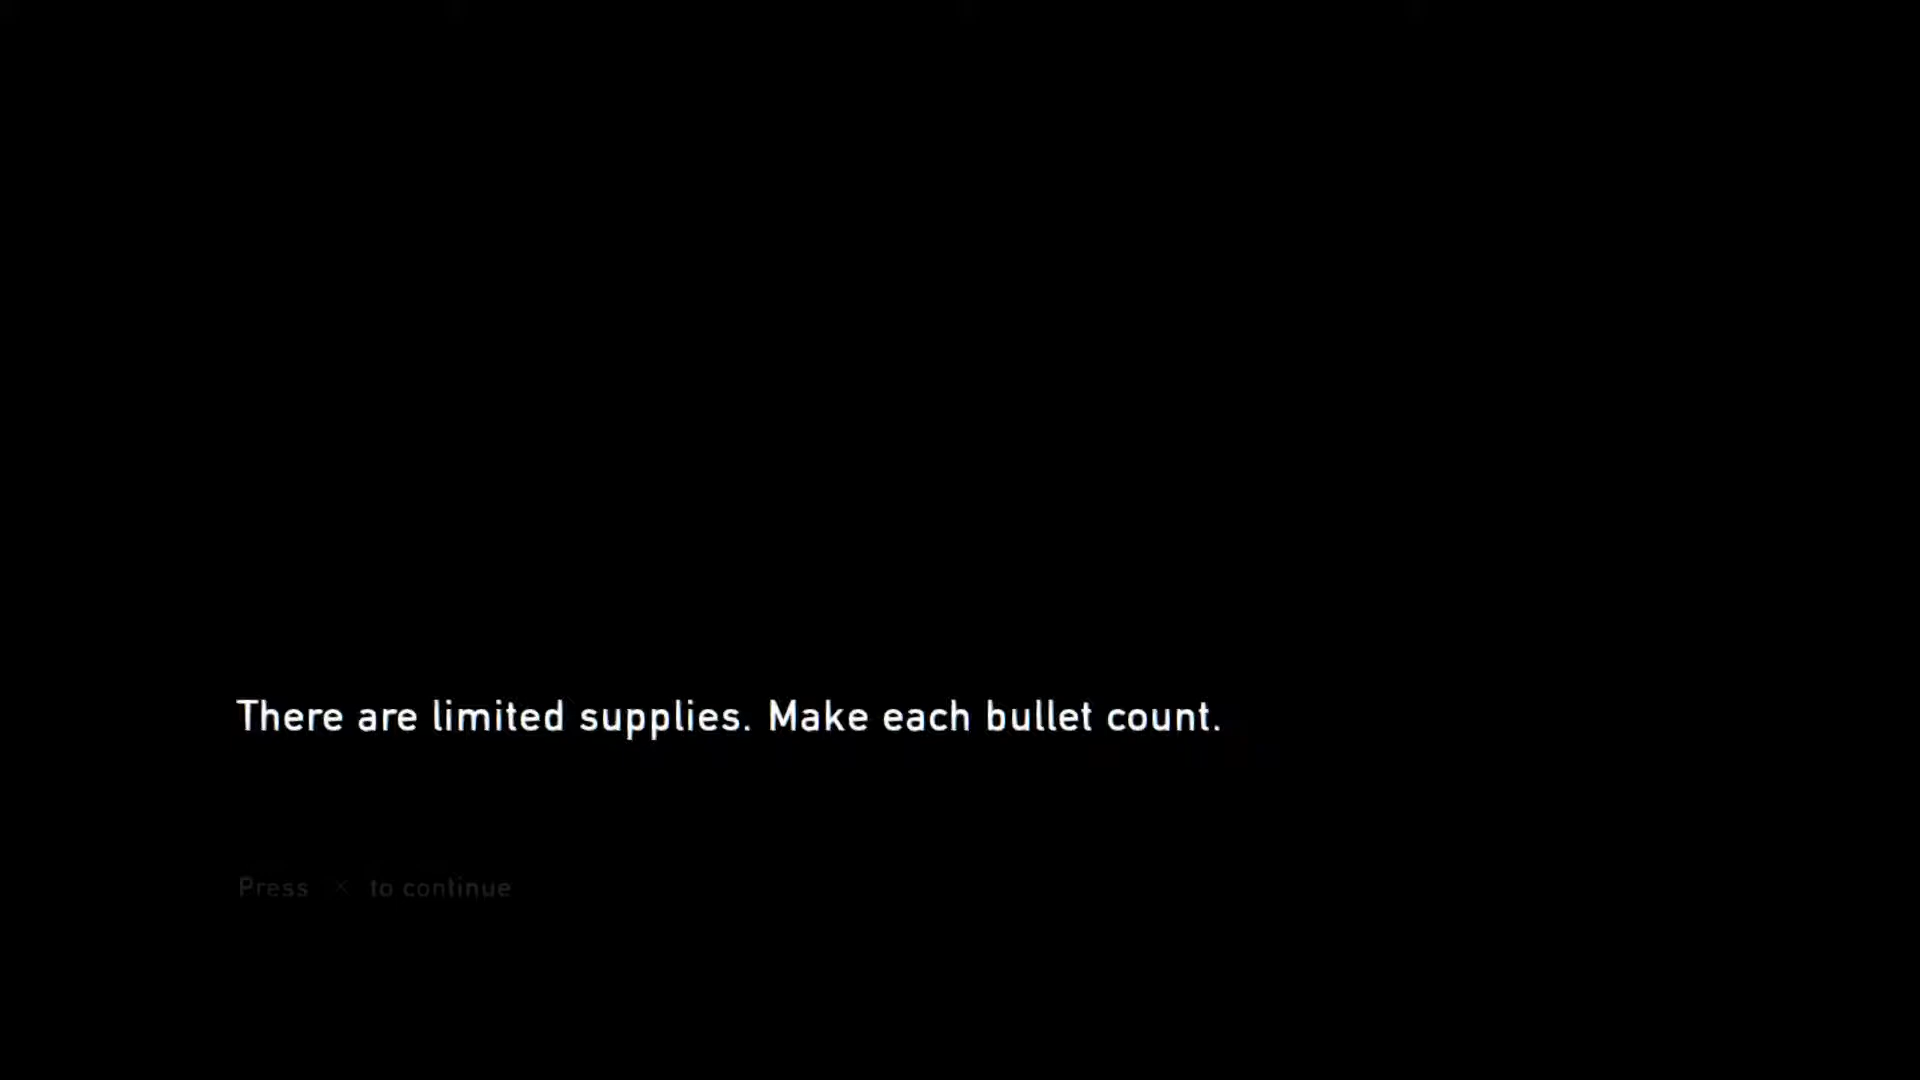 There are limited supplies. Make each bullet count.
Press × to continue